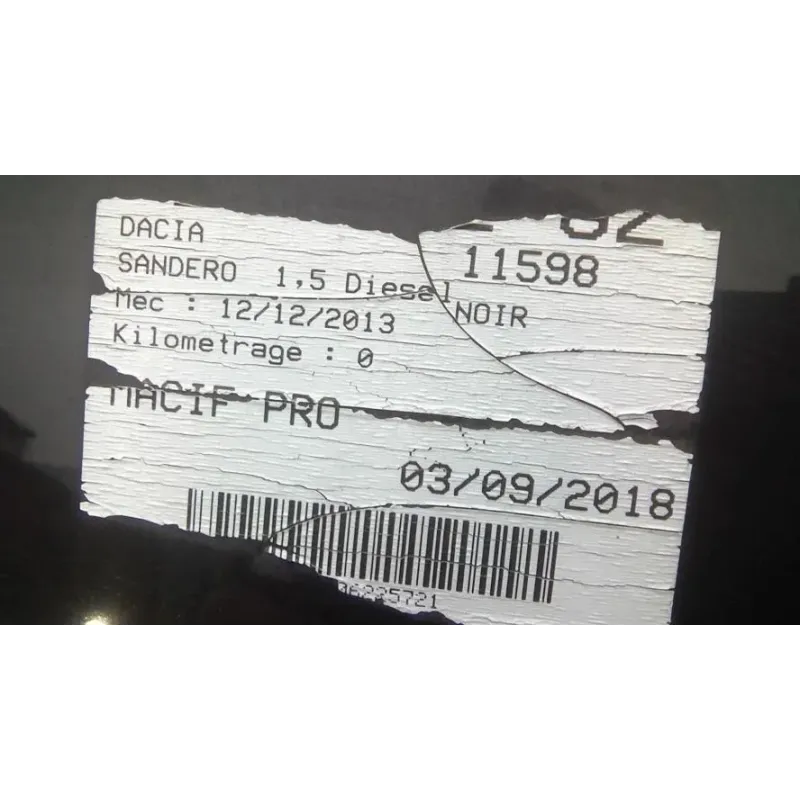 DACIA
11598
SANDERO 1,5 Diesel
NOIR
Mec : 12/12/2013
Kilometrage : 0
MACIF PRO
03/09/2018